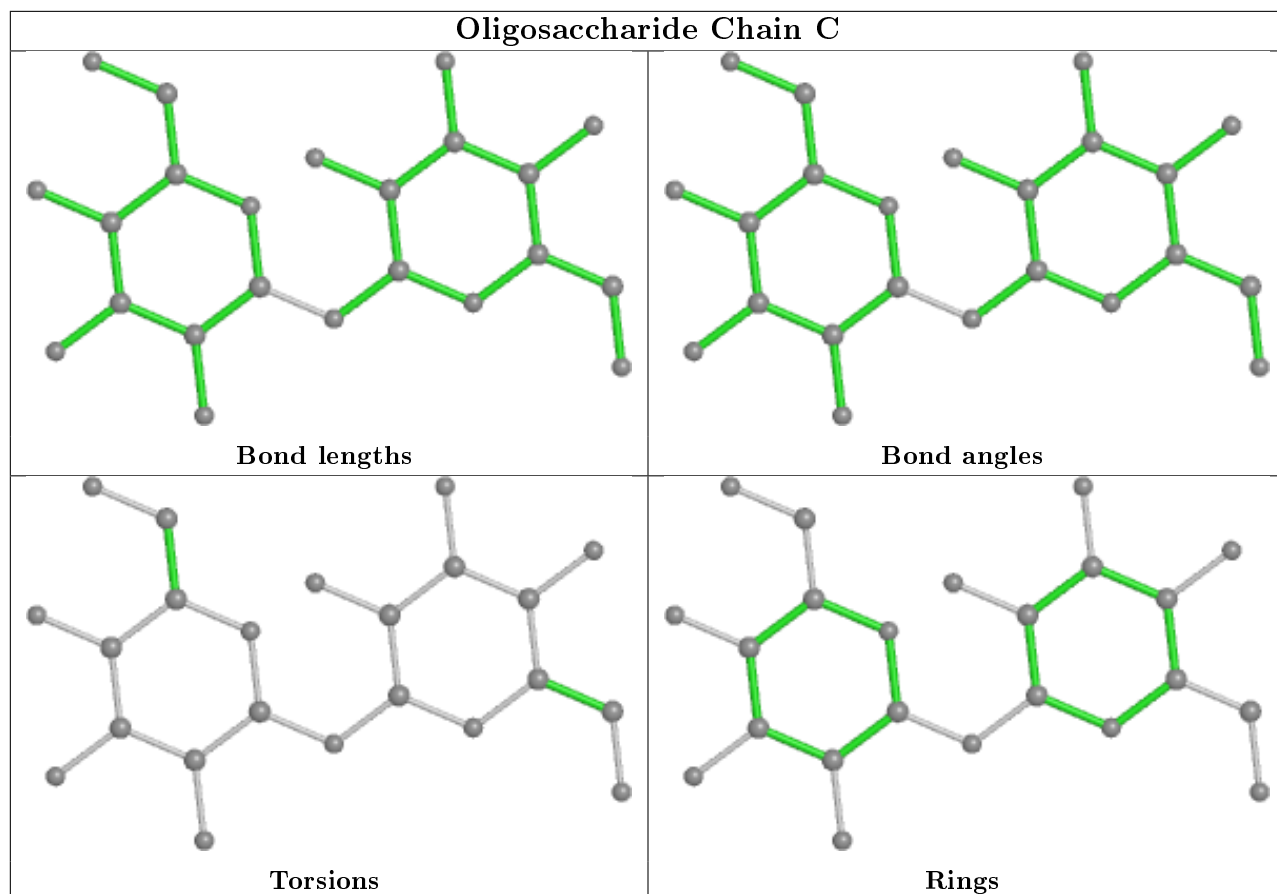 Oligosaccharide Chain C
Bond lengths
Bond angles
Torsions
Rings